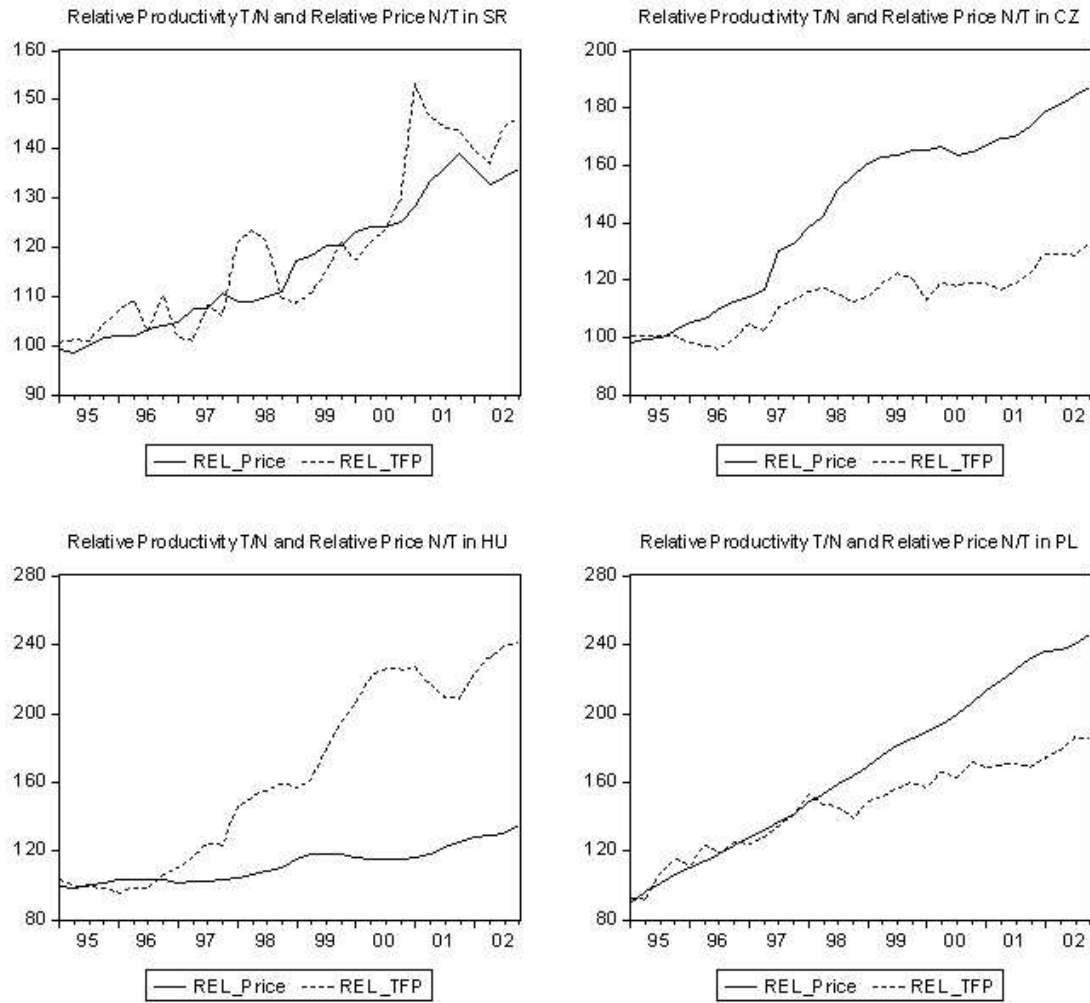 Relative Productivity T/N and Relative Price N/T in SR
160
150
140
130
120
110
100
90
95 96 97 98 99 00 01 02
REL_Price REL_TFP
Relative Productivity T/N and Relative Price N/T in CZ
200
180
160
140
120
100
80
95 96 97 98 99 00 01 02
REL_Price REL_TFP
Relative Productivity T/N and Relative Price N/T in HU
280
240
200
160
120
80
95 96 97 98 99 00 01 02
REL_Price REL_TFP
Relative Productivity T/N and Relative Price N/T in PL
280
240
200
160
120
80
95 96 97 98 99 00 01 02
REL_Price REL_TFP